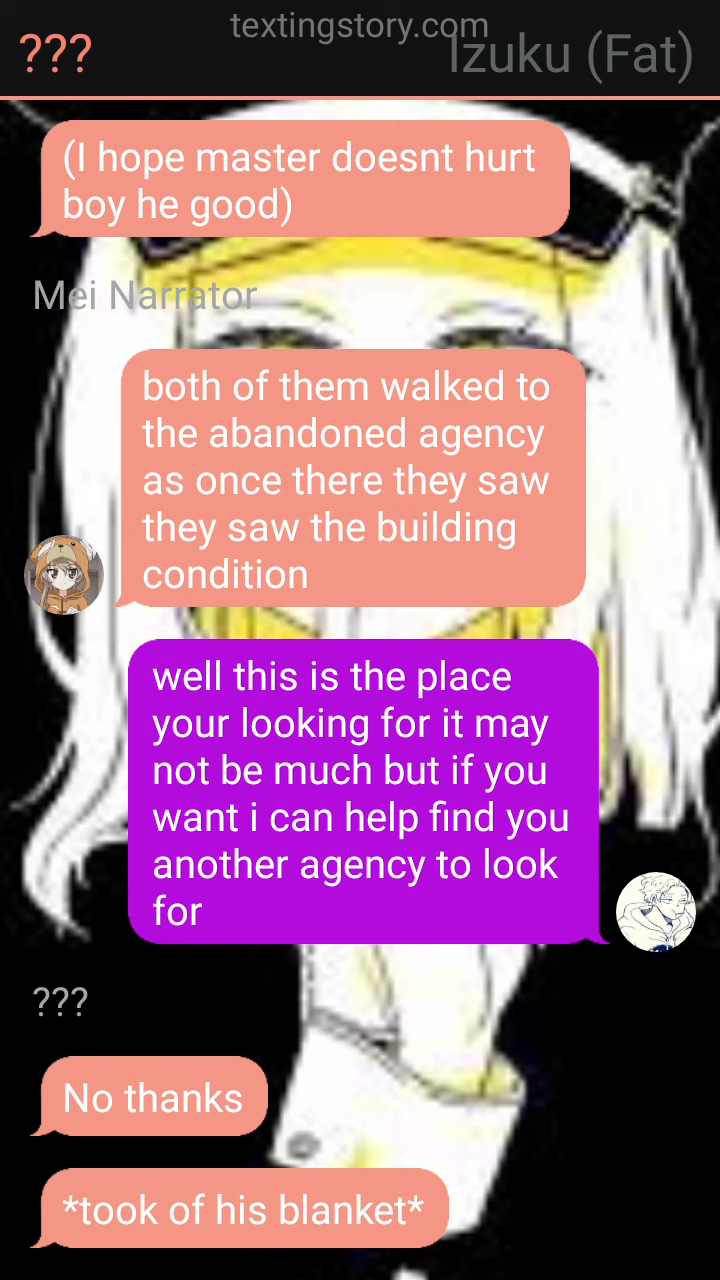 textingstory.com
???
Izuku (Fat)
(I hope master doesnt hurt
boy he good)
Mei Narrator
both of them walked to
the abandoned agency
as once there they saw
they saw the building
condition
well this is the place
your looking for it may
not be much but if you
want i can help find you
another agency to look
for
???
No thanks
*took of his blanket*